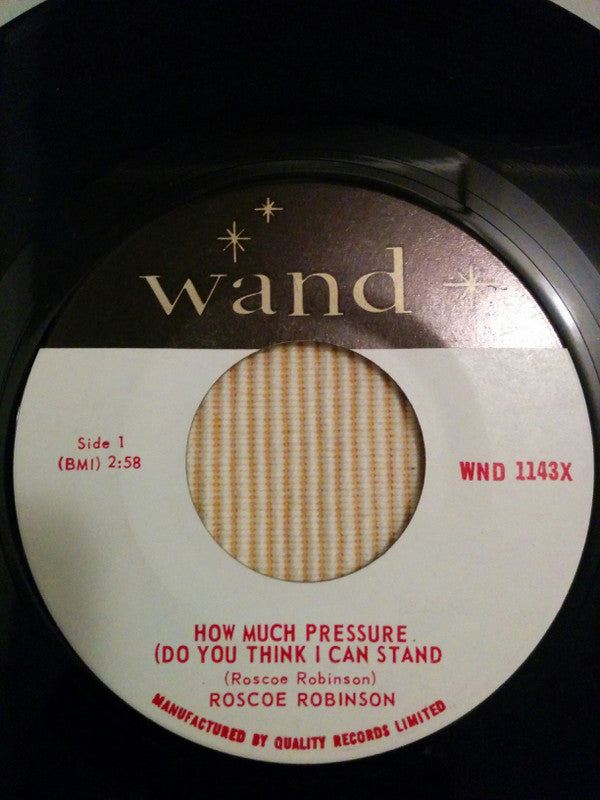 wand
Side 1
(BMI) 2:58
WND 1143X
HOW MUCH PRESSURE
(DO YOU THINK I CAN STAND
(Roscoe Robinson)
ROSCOE ROBINSON
MANUFACTURED BY QUALITY RECORDS LIMITED